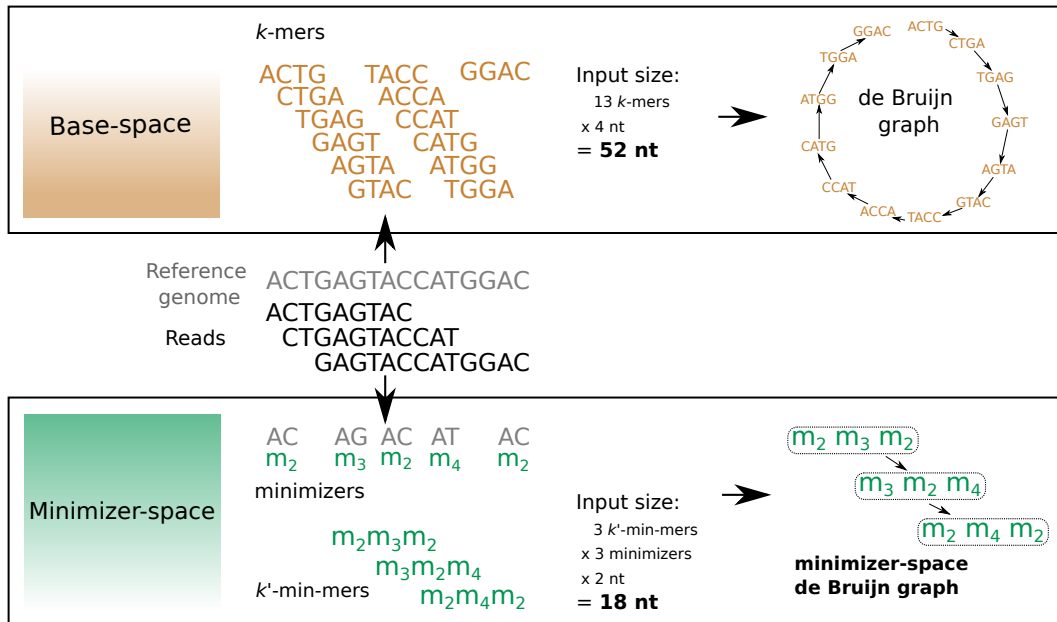 Base-space
k-mers
ACTG TACC GGAC
CTGA ACCA
TGAG CCAT
GAGT CATG
AGTA ATGG
GTAC TGGA
Input size:
13 k-mers
x 4 nt
= 52 nt
GGAC ACTG
TGGA CTGA
TGAG
ATGG
GAGT
CATG
AGTA
CCAT
GTAC
ACCA TACC
de Bruijn
graph
Reference
genome
ACTGAGTACCATGGAC
Reads
ACTGAGTAC
CTGAGTACCAT
GAGTACCATGGAC
Minimizer-space
AC AG AC AT AC
m₂ m₃ m₂ m₄ m₂
minimizers
m₂m₃m₂
m₃m₂m₄
k'-min-mers
m₂m₄m₂
Input size:
3 k'-min-mers
x 3 minimizers
x 2 nt
= 18 nt
m₂ m₃ m₂
m₃ m₂ m₄
m₂ m₄ m₂
minimizer-space
de Bruijn graph